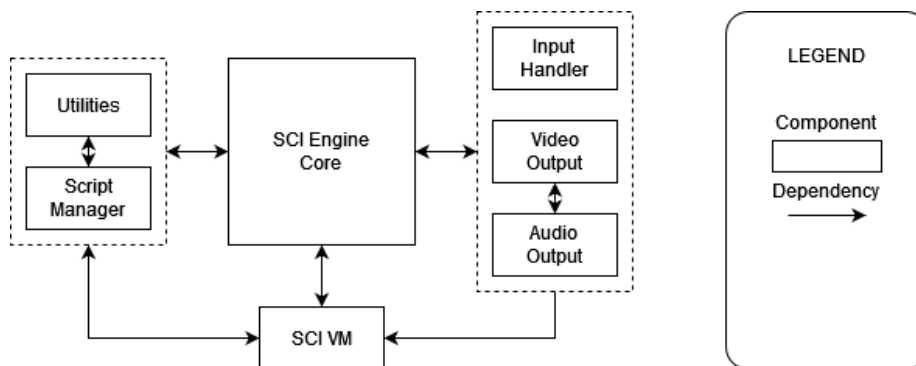 Utilities
Script
Manager
SCI Engine
Core
Input
Handler
Video
Output
Audio
Output
SCI VM
LEGEND
Component
Dependency